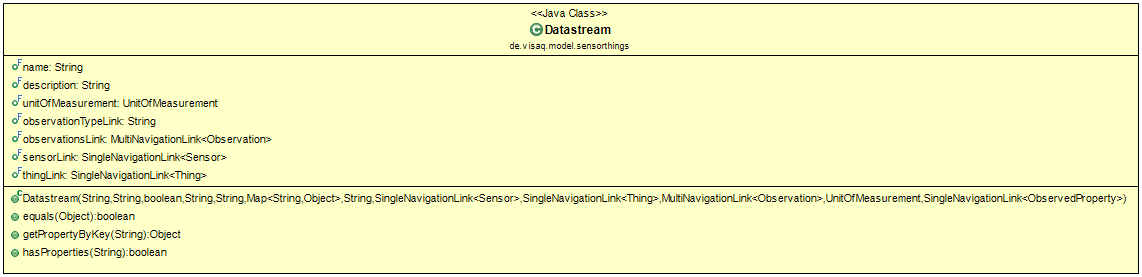 <<Java Class>>
Datastream
de.visaq.model.sensorthings
name: String
description: String
unitOfMeasurement: UnitOfMeasurement
observationTypeLink: String
observationsLink: MultiNavigationLink<Observation>
sensorLink: SingleNavigationLink<Sensor>
thingLink: SingleNavigationLink<Thing>
Datastream(String,String,boolean,String,String,Map<String,Object>,String,SingleNavigationLink<Sensor>,SingleNavigationLink<Thing>,MultiNavigationLink<Observation>,UnitOfMeasurement,SingleNavigationLink<ObservedProperty>)
equals(Object):boolean
getPropertyByKey(String):Object
hasProperties(String):boolean